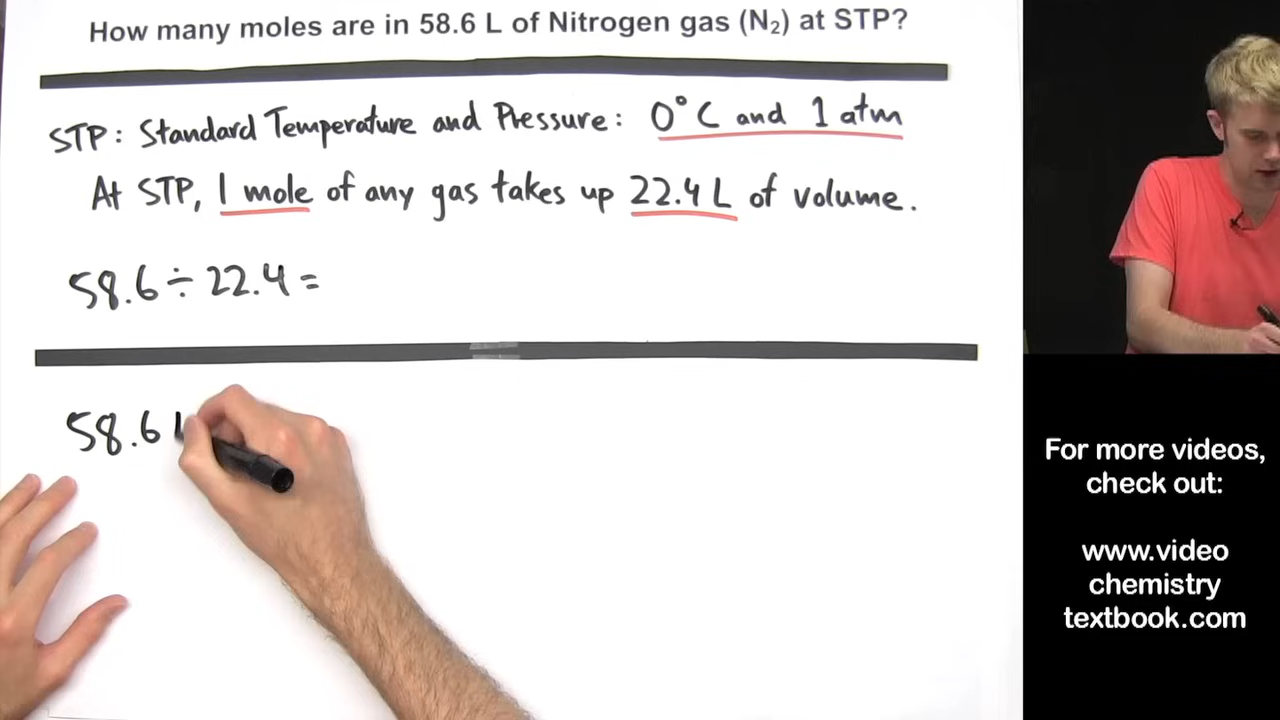 How many moles are in 58.6 L of Nitrogen gas (N₂) at STP?
STP: Standard Temperature and Pressure: 0°C and 1 atm
At STP, 1 mole of any gas takes up 22.4 L of volume.
58.6 ÷ 22.4 =
58.6 L
For more videos,
check out:
www.video
chemistry
textbook.com